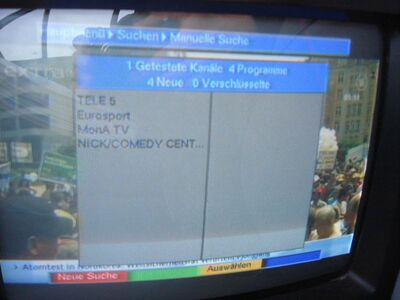 Hauptmenü ▸ Suchen ▸ Manuelle Suche
1 Getestete Kanäle 4 Programme
4 Neue 0 Verschlüsselte
TELE 5
Eurosport
MonA TV
NICK/COMEDY CENT...
> Atomtest in Nordkorea:
Neue Suche
Auswählen